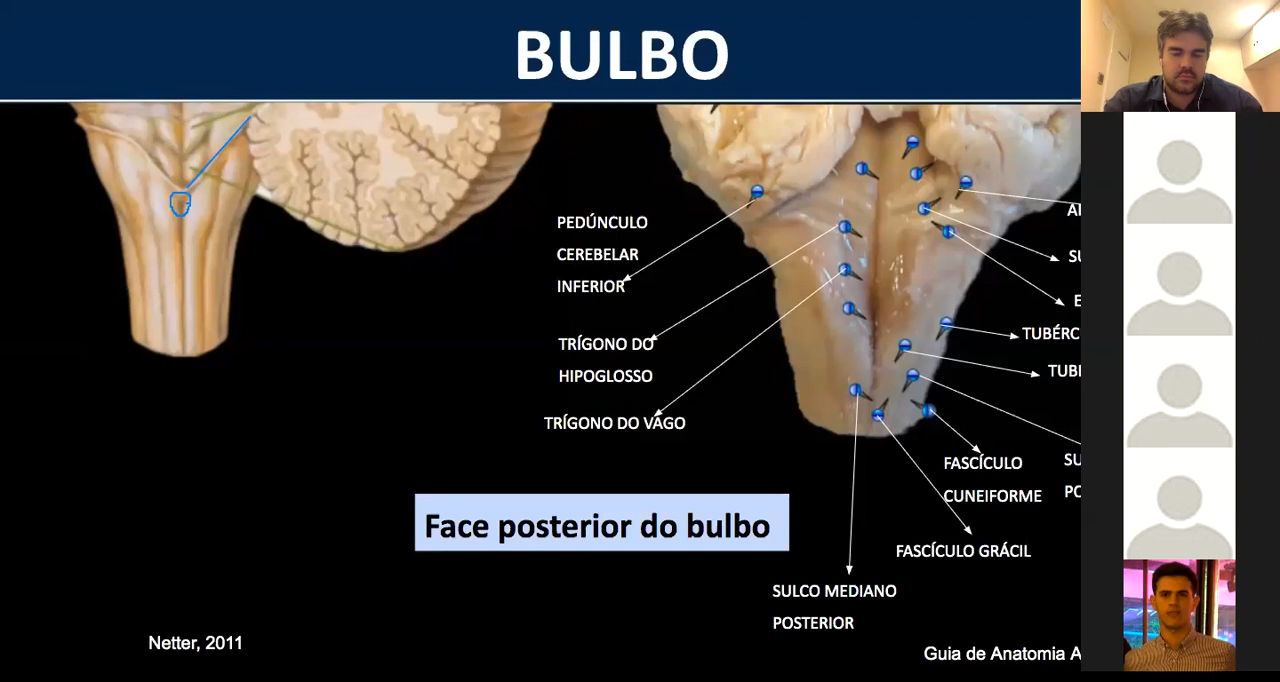 BULBO
PEDÚNCULO
CEREBELAR
INFERIOR
TRÍGONO DO
HIPOGLOSSO
TRÍGONO DO VAGO
FASCÍCULO
CUNEIFORME
FASCÍCULO GRÁCIL
SULCO MEDIANO
POSTERIOR
Face posterior do bulbo
Netter, 2011
Guia de Anatomia